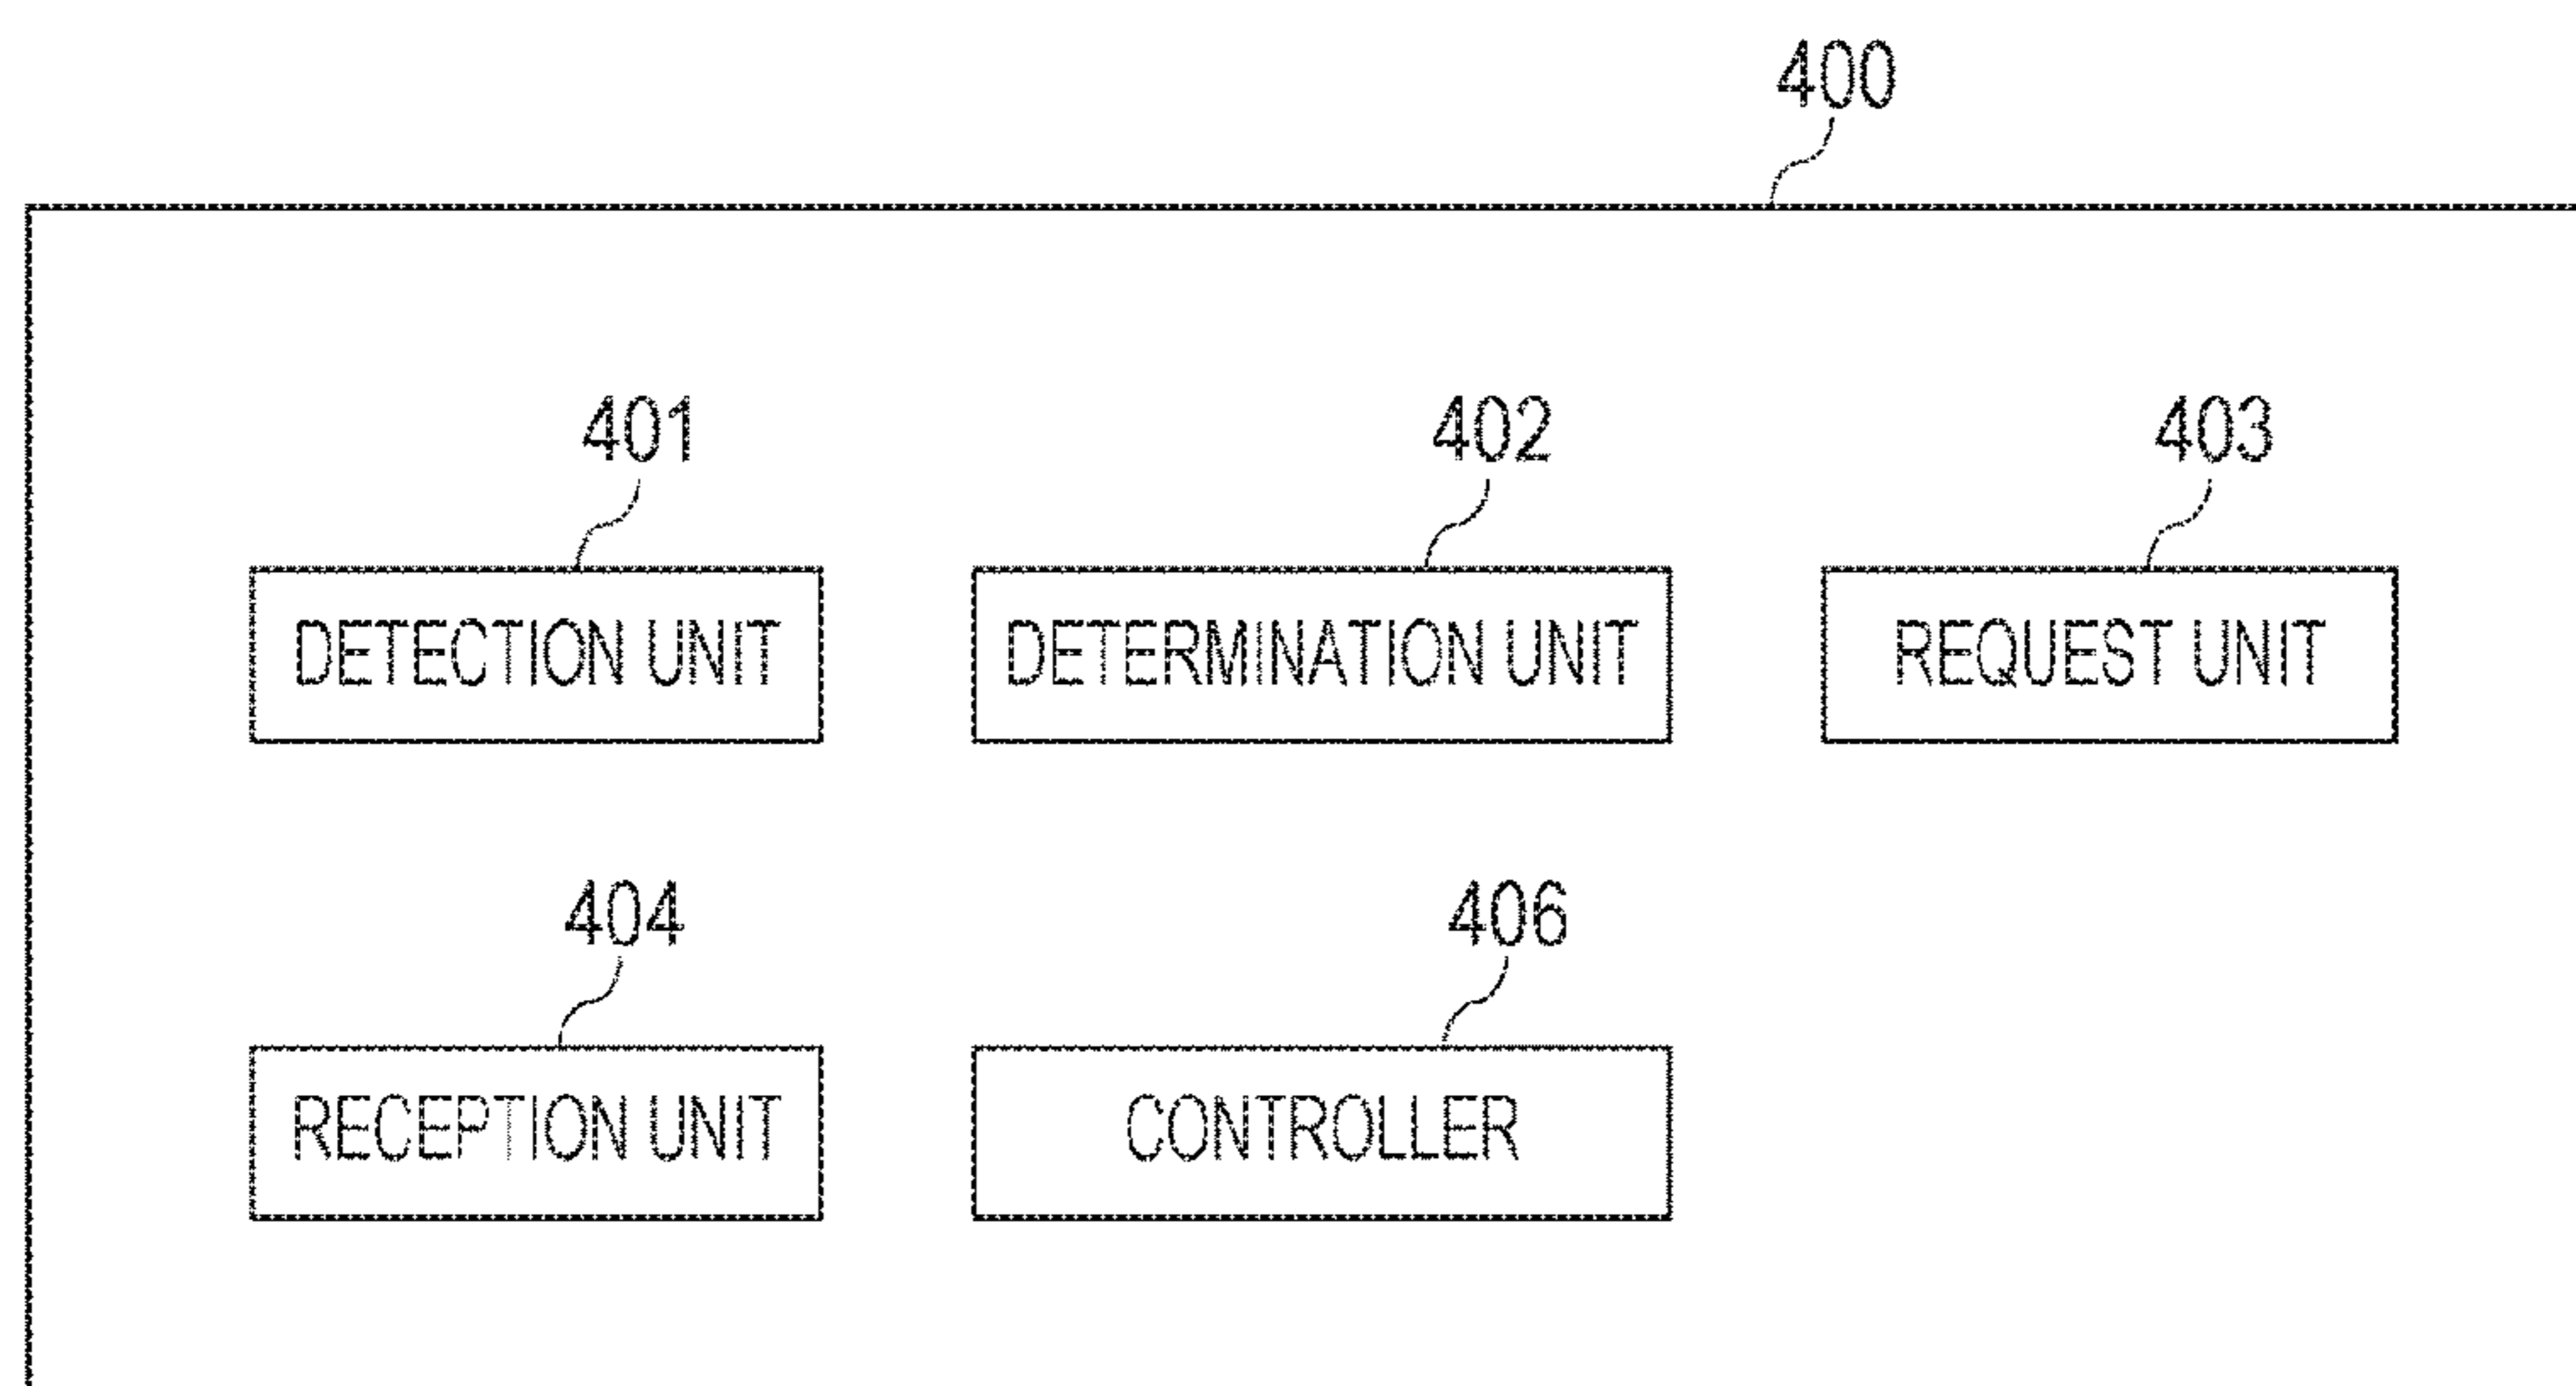 400
401 402 403
DETECTION UNIT DETERMINATION UNIT REQUEST UNIT
404 406
RECEPTION UNIT CONTROLLER